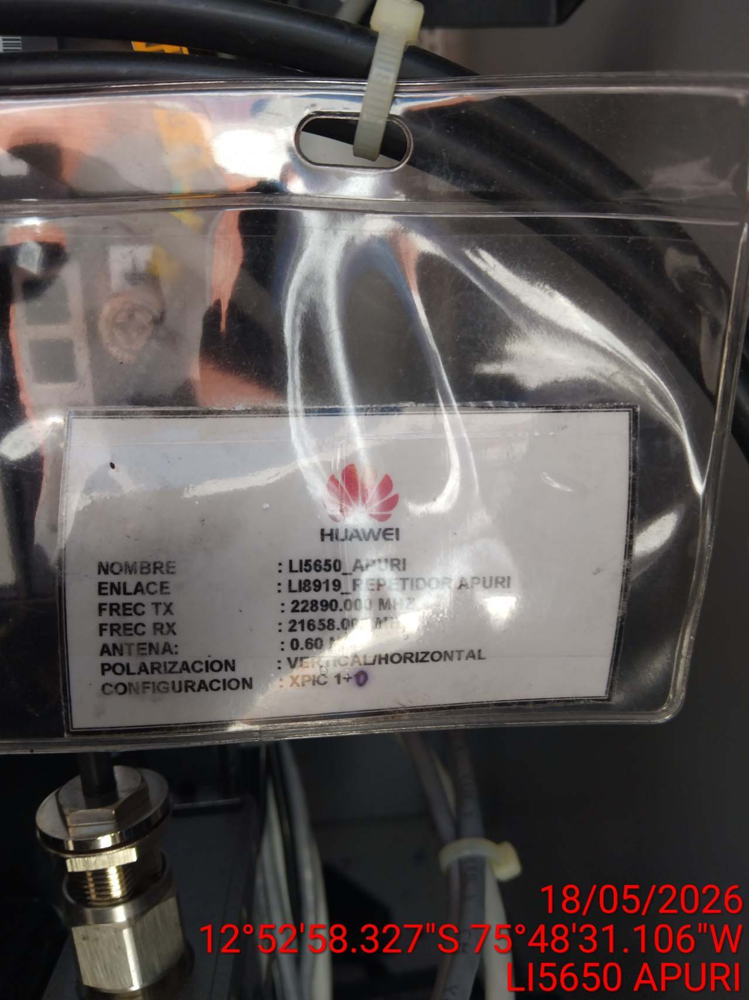 HUAWEI
NOMBRE : LI5650_APURI
ENLACE : LI8919_REPETIDOR APURI
FREC TX : 22890.000 MHZ
FREC RX : 21658.00
ANTENA: : 0.60
POLARIZACION : VERTICAL/HORIZONTAL
CONFIGURACION : XPIC 1+0
18/05/2026
12°52'58.327"S 75°48'31.106"W
LI5650 APURI